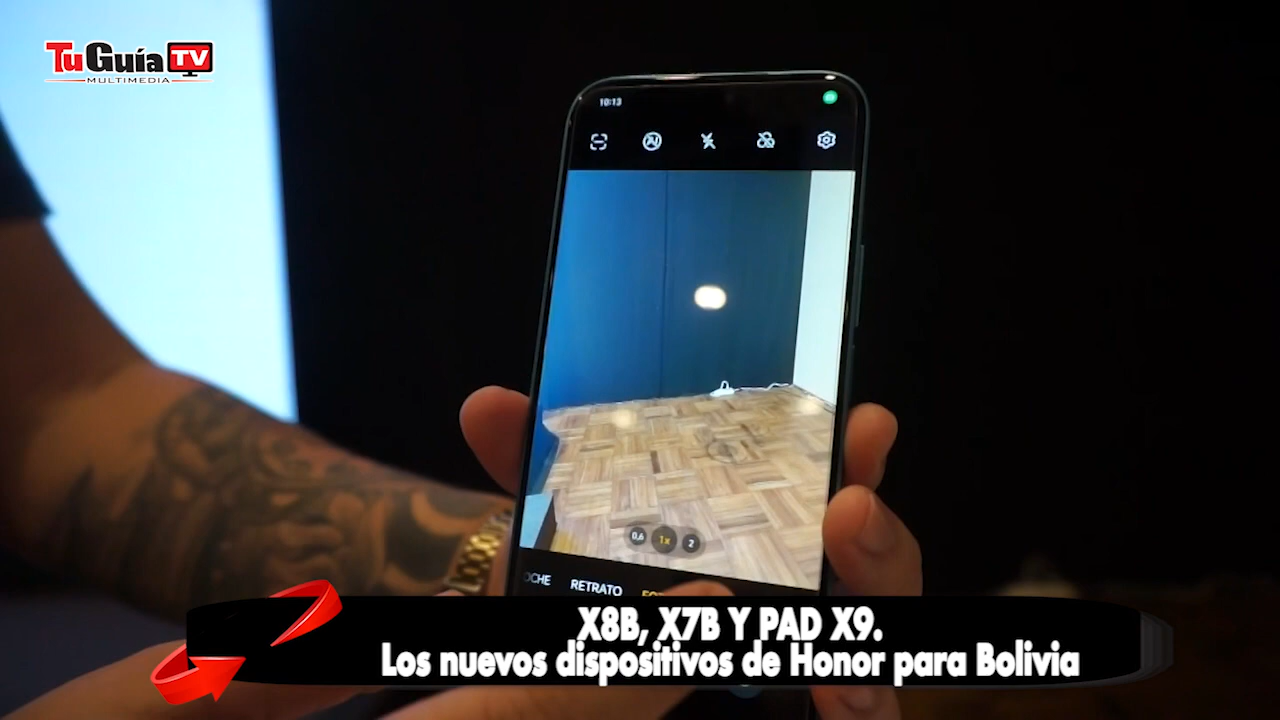 TuGuía TV
MULTIMEDIA
10:13
0,6 1x 2
OCHE RETRATO
X8B, X7B Y PAD X9.
Los nuevos dispositivos de Honor para Bolivia